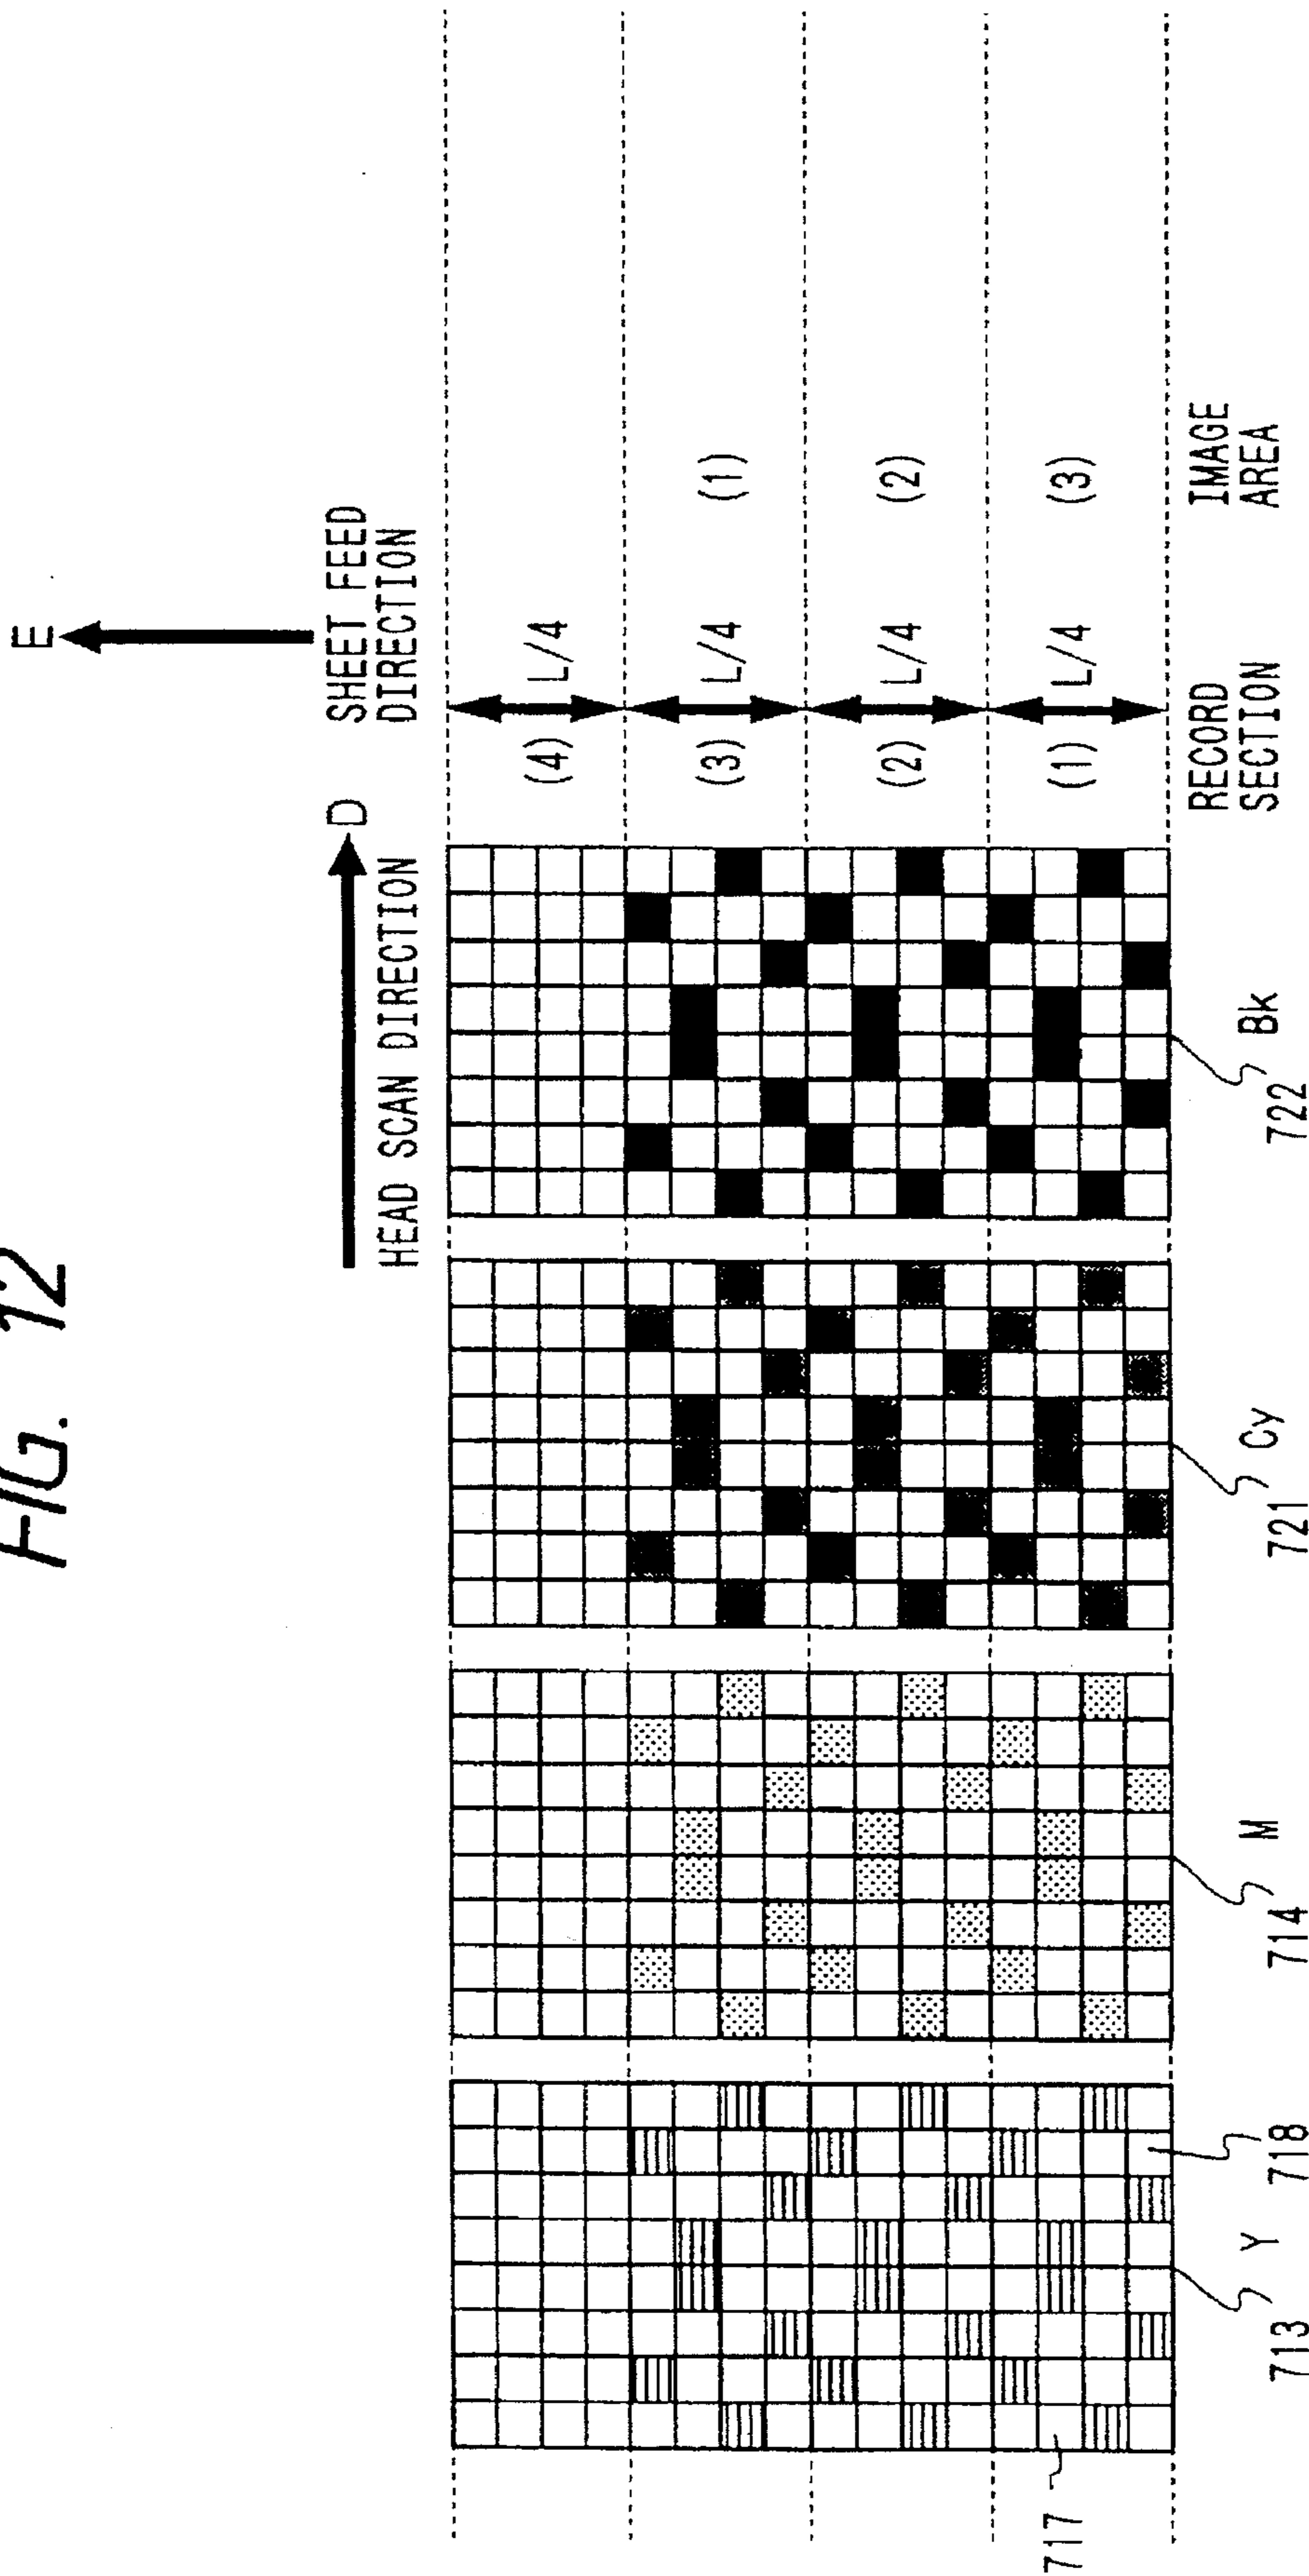 FIG. 12
E
SHEET FEED
DIRECTION
D
HEAD SCAN DIRECTION
(4) L/4
(3) L/4 (1)
(2) L/4 (2)
(1) L/4 (3)
RECORD
SECTION
IMAGE
AREA
717
713 Y
718
714 M
721 Cy
722 Bk